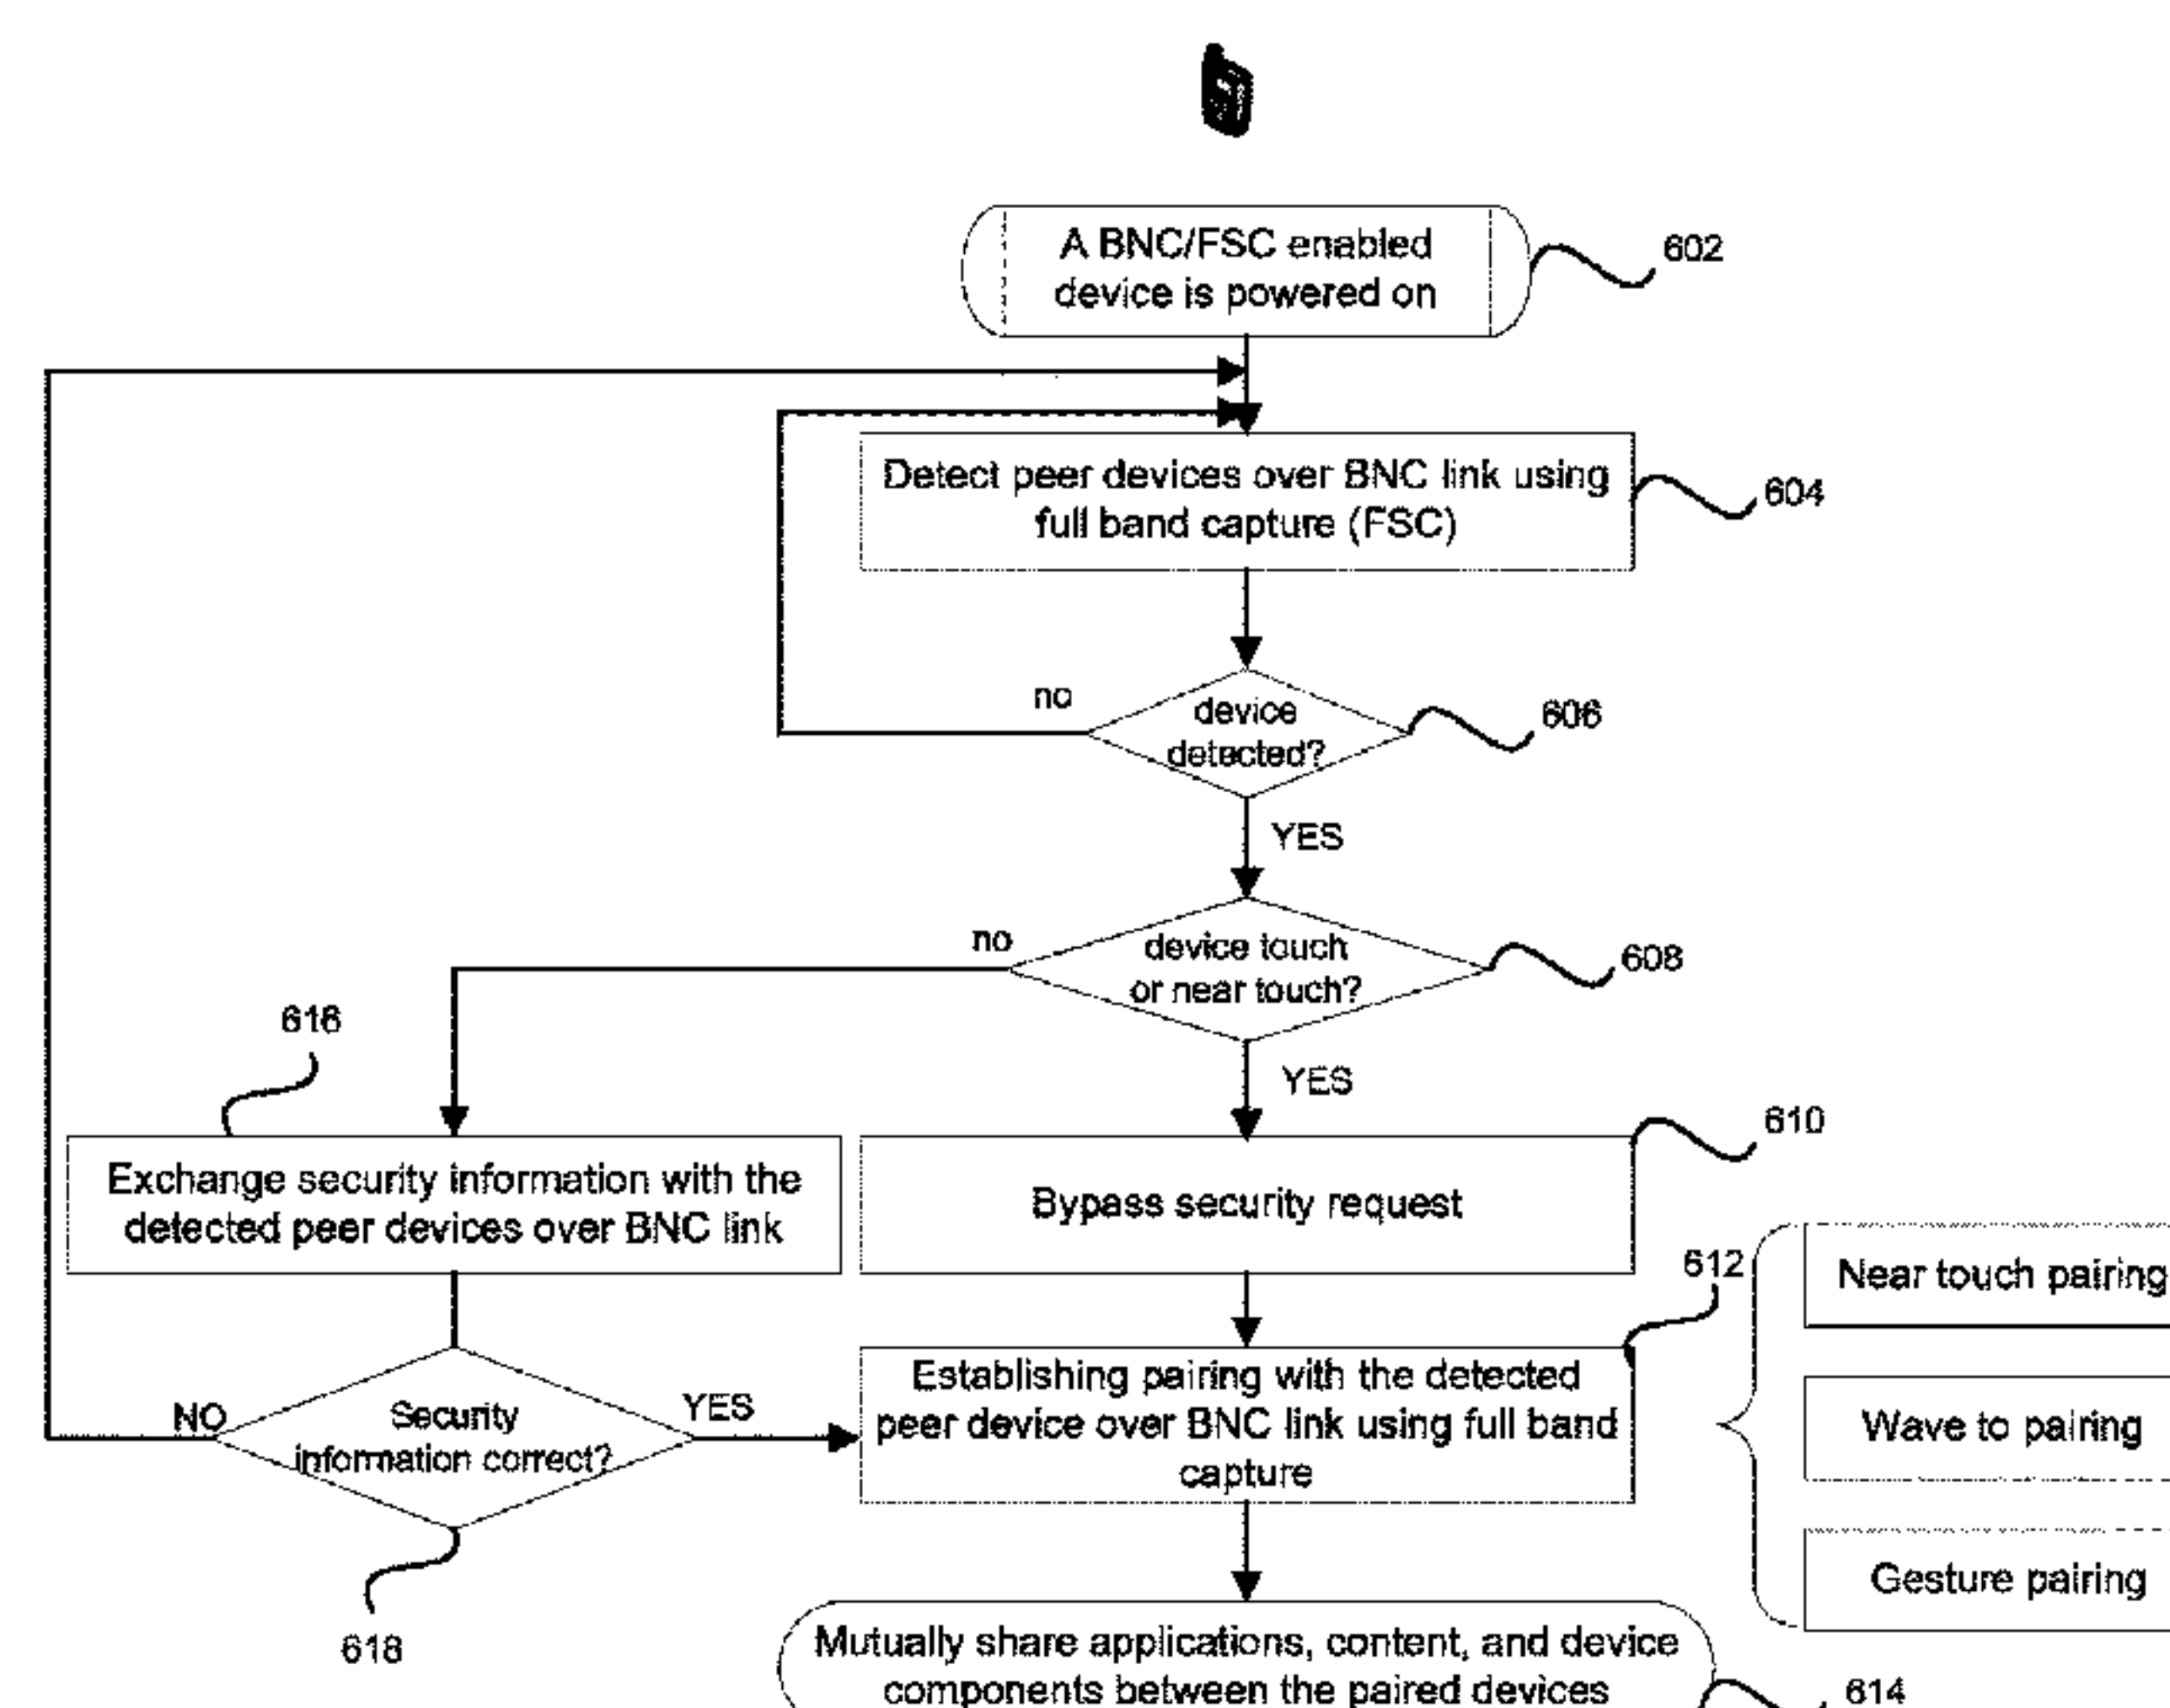 A BNC/FSC enabled
device is powered on
602
Detect peer devices over BNC link using
full band capture (FSC)
604
no
device
detected?
606
YES
no
device touch
or near touch?
608
616
YES
610
Exchange security information with the
detected peer devices over BNC link
Bypass security request
612
Near touch pairing
Establishing pairing with the detected
peer device over BNC link using full band
capture
NO
Security
information correct?
YES
Wave to pairing
Gesture pairing
618
Mutually share applications, content, and device
components between the paired devices
614